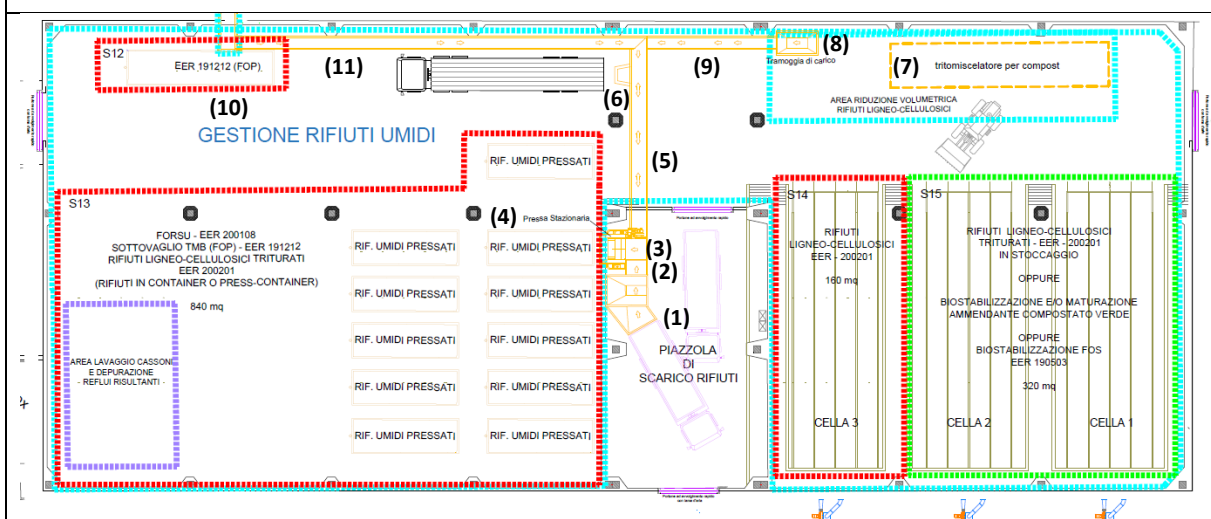 S12
EER 191212 (FOP)
(11)
(9)
(8)
Tramoggia di carico
(7)
tritomiscelatore per compost
(10)
(6)
AREA RIDUZIONE VOLUMETRICA
RIFIUTI LIGNEO-CELLULOSICI
GESTIONE RIFIUTI UMIDI
RIF. UMIDI PRESSATI
(5)
S13
(4)
Pressa Stazionaria
S14
S15
FORSU - EER 200108
SOTTOVAGLIO TMB (FOP) - EER 191212
RIFIUTI LIGNEO-CELLULOSICI TRITURATI
EER 200201
(RIFIUTI IN CONTAINER O PRESS-CONTAINER)
840 mq
RIF. UMIDI PRESSATI
RIF. UMIDI PRESSATI
(3)
(2)
RIF. UMIDI PRESSATI
RIF. UMIDI PRESSATI
(1)
RIF. UMIDI PRESSATI
RIF. UMIDI PRESSATI
RIF. UMIDI PRESSATI
RIF. UMIDI PRESSATI
RIF. UMIDI PRESSATI
RIF. UMIDI PRESSATI
AREA LAVAGGIO CASSONI
E DEPURAZIONE
- REFLUI RISULTANTI -
PIAZZOLA
DI
SCARICO RIFIUTI
RIFIUTI
LIGNEO-CELLULOSICI
EER - 200201
160 mq
CELLA 3
RIFIUTI LIGNEO-CELLULOSICI
TRITURATI - EER - 200201
IN STOCCAGGIO
OPPURE
BIOSTABILIZZAZIONE E/O MATURAZIONE
AMMENDANTE COMPOSTATO VERDE
OPPURE
BIOSTABILIZZAZIONE FOS
EER 190503
320 mq
CELLA 2
CELLA 1